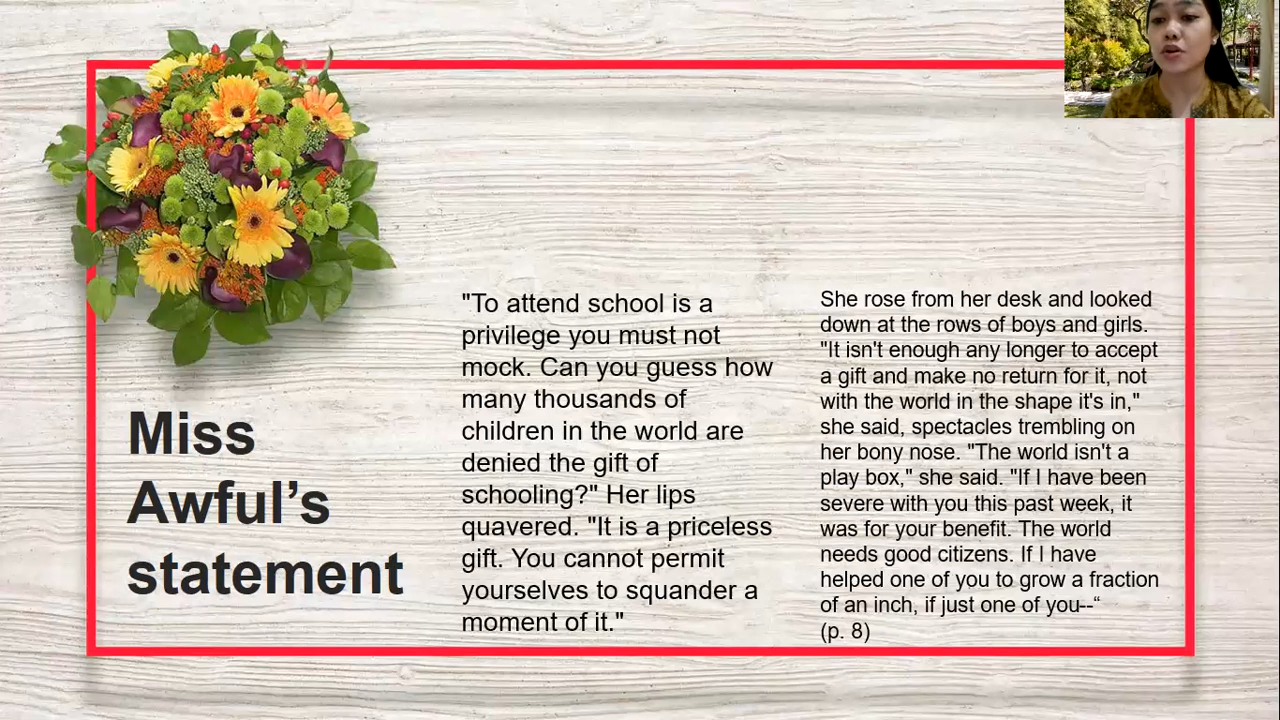 Miss
Awful’s
statement
"To attend school is a
privilege you must not
mock. Can you guess how
many thousands of
children in the world are
denied the gift of
schooling?" Her lips
quavered. "It is a priceless
gift. You cannot permit
yourselves to squander a
moment of it."
She rose from her desk and looked
down at the rows of boys and girls.
"It isn't enough any longer to accept
a gift and make no return for it, not
with the world in the shape it's in,"
she said, spectacles trembling on
her bony nose. "The world isn't a
play box," she said. "If I have been
severe with you this past week, it
was for your benefit. The world
needs good citizens. If I have
helped one of you to grow a fraction
of an inch, if just one of you--“
(p. 8)